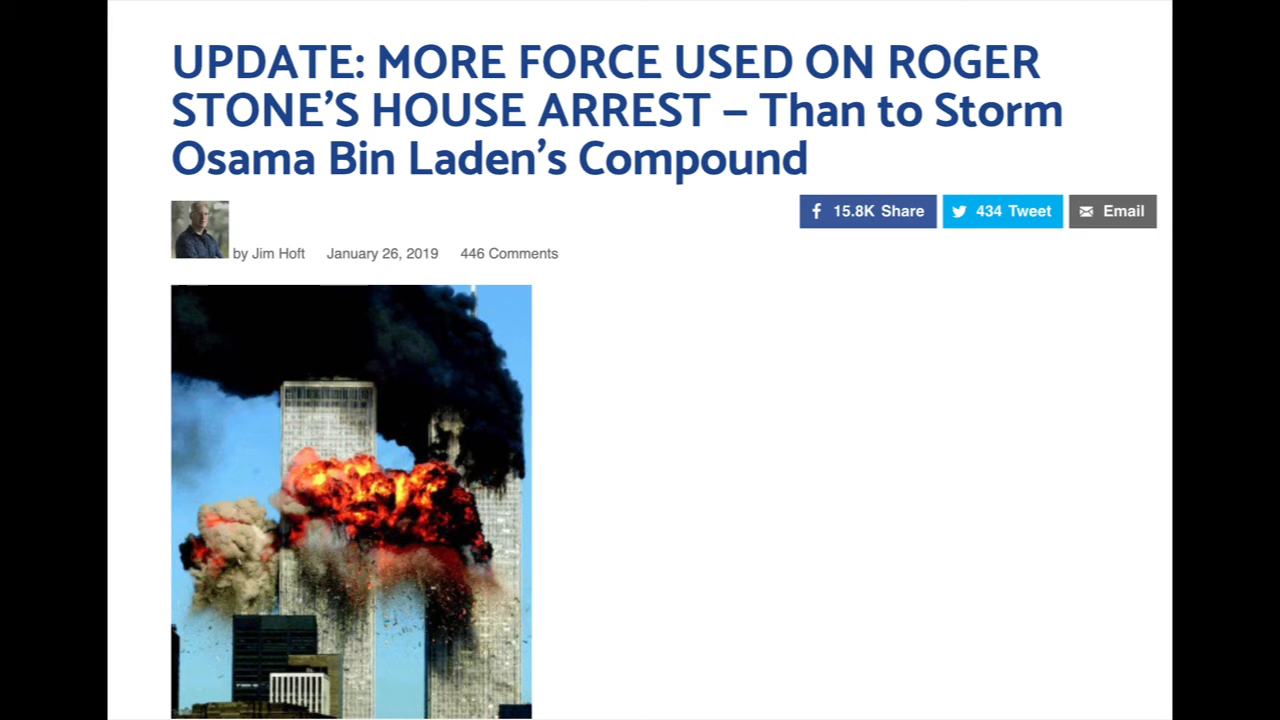 UPDATE: MORE FORCE USED ON ROGER
STONE’S HOUSE ARREST – Than to Storm
Osama Bin Laden’s Compound
15.8K Share
434 Tweet
Email
by Jim Hoft January 26, 2019 446 Comments